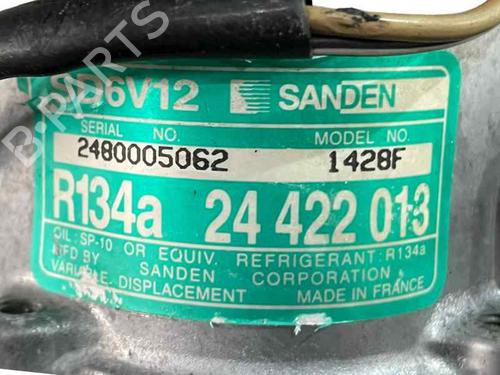 SD6V12 SANDEN
SERIAL NO. MODEL NO.
2480005062 1428F
R134a 24 422 013
OIL:SP-10 OR EQUIV. REFRIGERANT:R134a
MFD BY SANDEN CORPORATION
VARIABLE DISPLACEMENT MADE IN FRANCE
B-PARTS